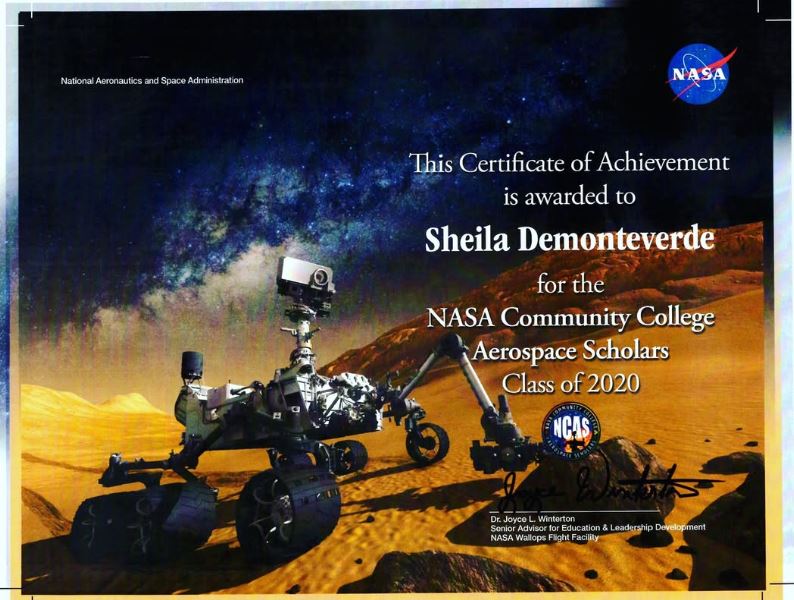 National Aeronautics and Space Administration
NASA
This Certificate of Achievement
is awarded to
Sheila Demonteverde
for the
NASA Community College
Aerospace Scholars
Class of 2020
NASA COMMUNITY COLLEGE
NCAS
AEROSPACE SCHOLARS
Joyce Winterton
Dr. Joyce L. Winterton
Senior Advisor for Education & Leadership Development
NASA Wallops Flight Facility